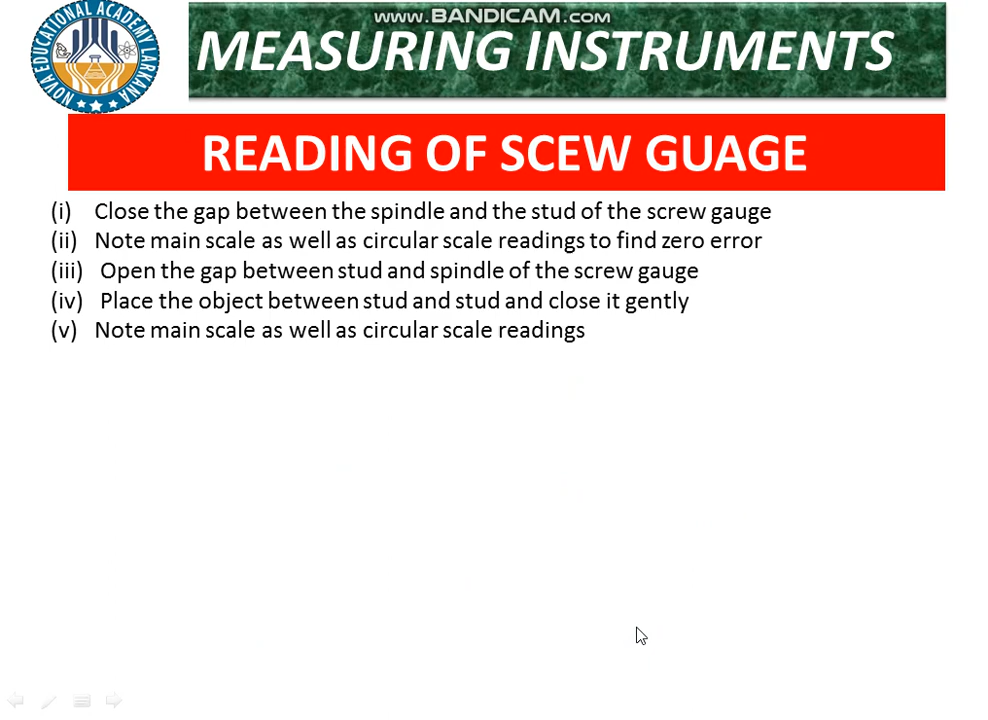 www.BANDICAM.com
NOVA EDUCATIONAL ACADEMY LARKANA
MEASURING INSTRUMENTS
READING OF SCEW GUAGE
(i) Close the gap between the spindle and the stud of the screw gauge
(ii) Note main scale as well as circular scale readings to find zero error
(iii) Open the gap between stud and spindle of the screw gauge
(iv) Place the object between stud and stud and close it gently
(v) Note main scale as well as circular scale readings